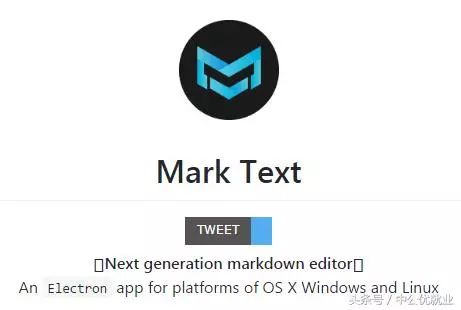 Mark Text
TWEET
▯Next generation markdown editor▯
An Electron app for platforms of OS X Windows and Linux
头条号 / 中公优就业